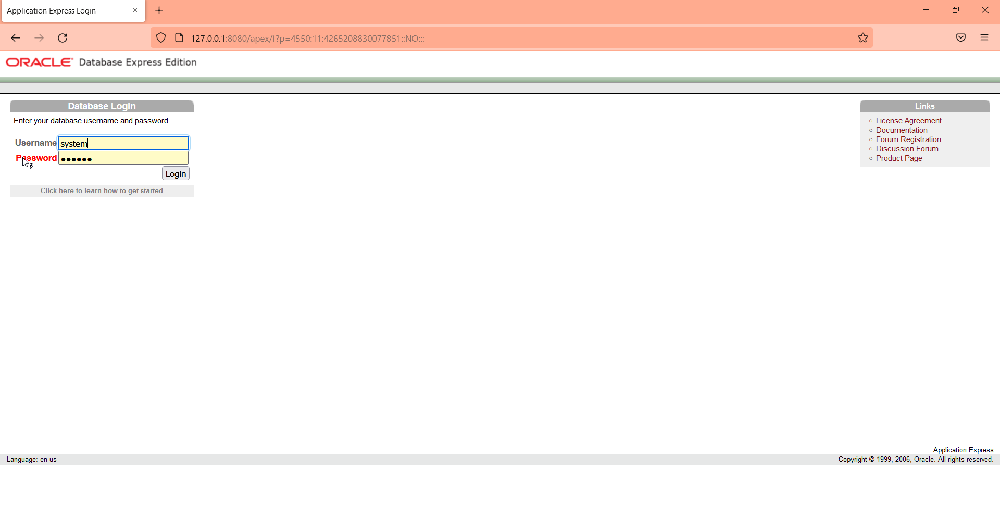 Application Express Login
127.0.0.1:8080/apex/f?p=4550:11:4265208830077851::NO:::
ORACLE Database Express Edition
Database Login
Enter your database username and password.
Username system
Password ●●●●●●
Login
Click here to learn how to get started
Links
License Agreement
Documentation
Forum Registration
Discussion Forum
Product Page
Application Express
Language: en-us
Copyright © 1999, 2006, Oracle. All rights reserved.